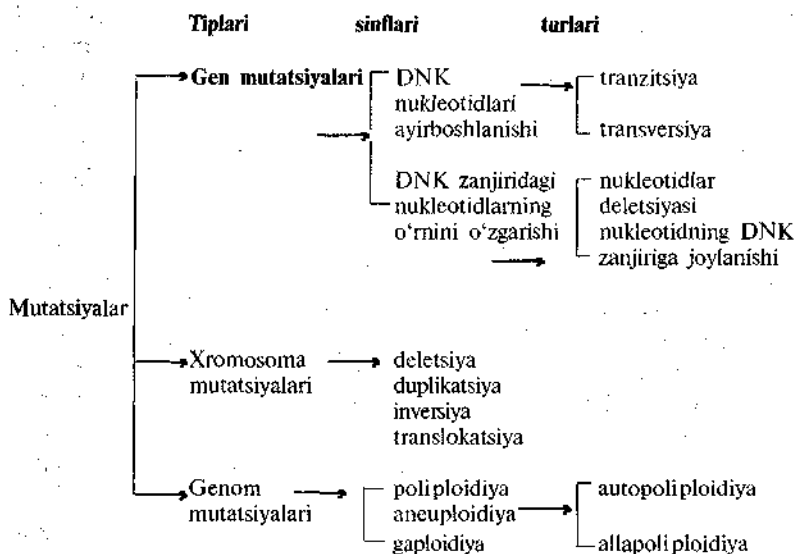 Tiplari sinflari turlari
Gen mutatsiyalari
DNK
nukleotidlari
ayirboshlanishi
tranzitsiya
transversiya
DNK zanjiridagi
nukleotidlarning
o‘rnini o‘zgarishi
nukleotidlar
deletsiyasi
nukleotidning DNK
zanjiriga joylanishi
Mutatsiyalar
Xromosoma
mutatsiyalari
deletsiya
duplikatsiya
inversiya
translokatsiya
Genom
mutatsiyalari
poliploidiya
aneuploidiya
gaploidiya
autopoliploidiya
allapoliploidiya